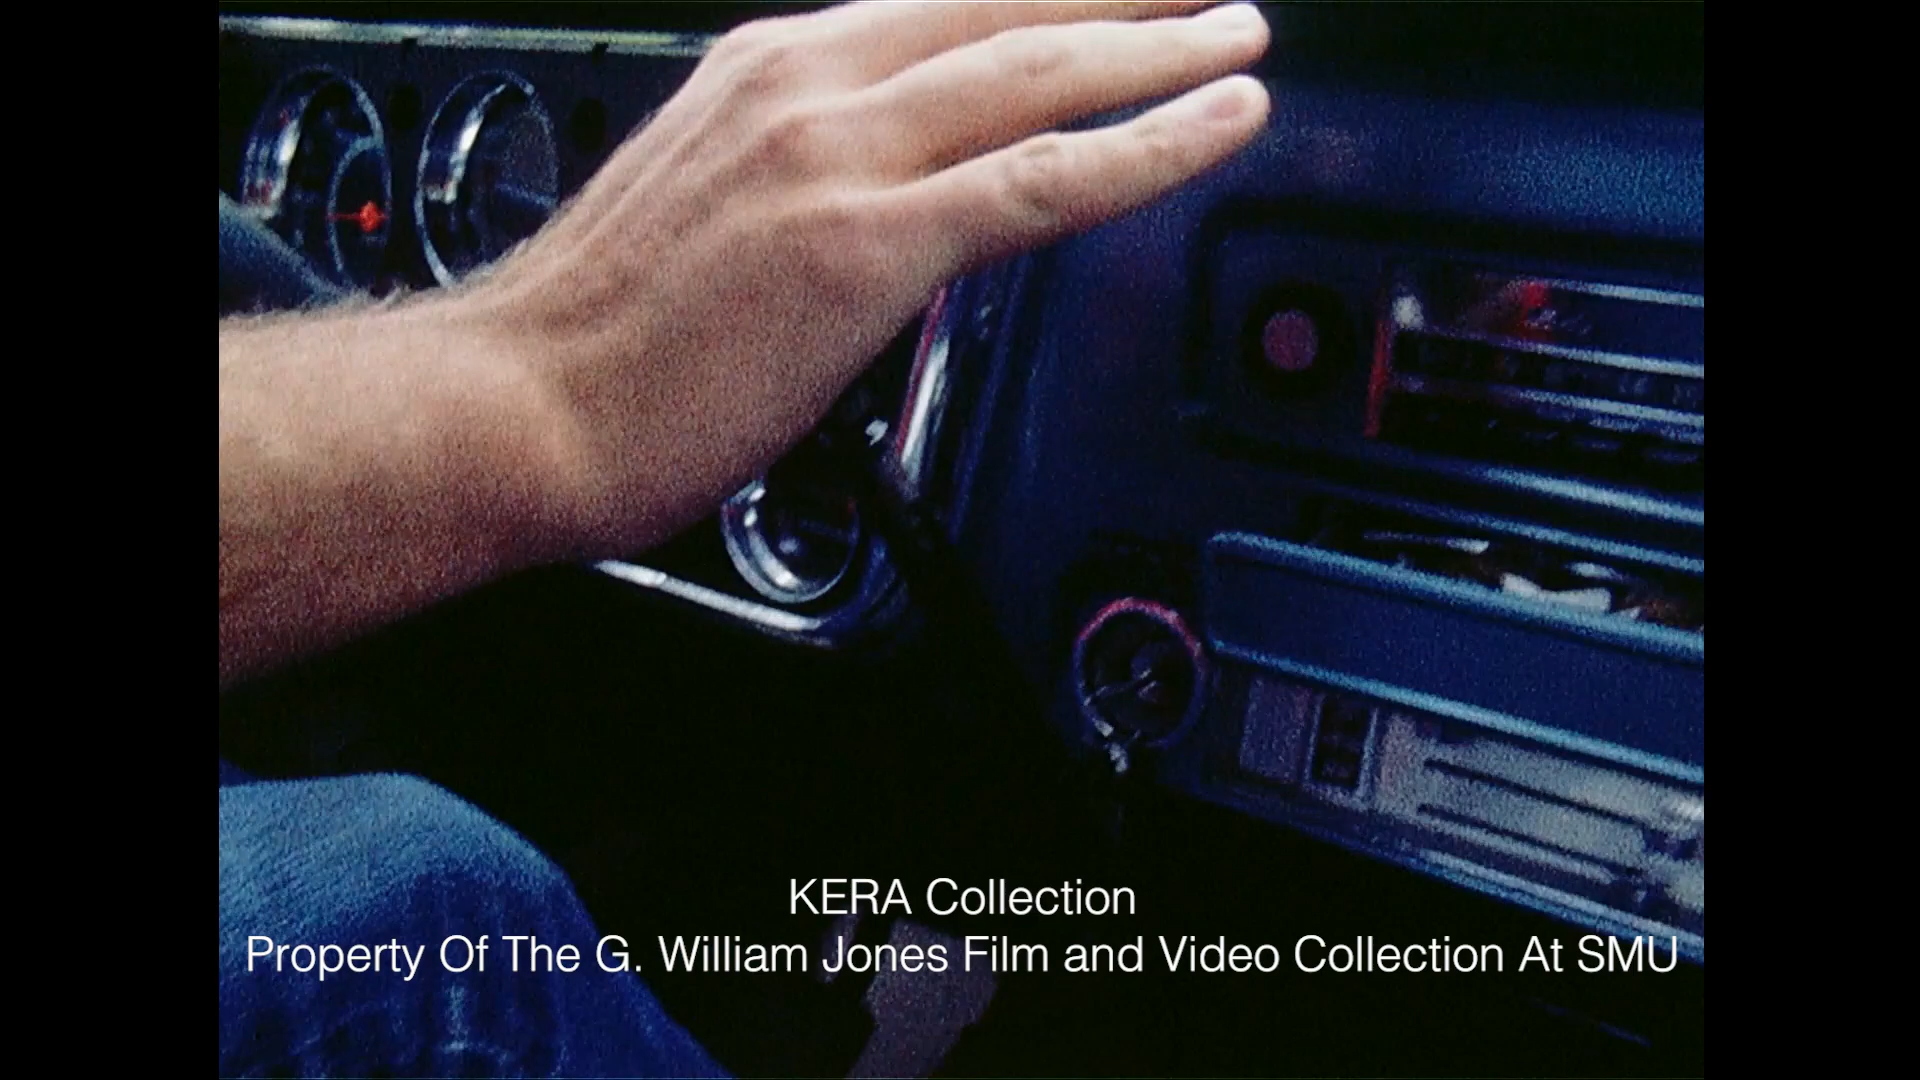 KERA Collection
Property Of The G. William Jones Film and Video Collection At SMU